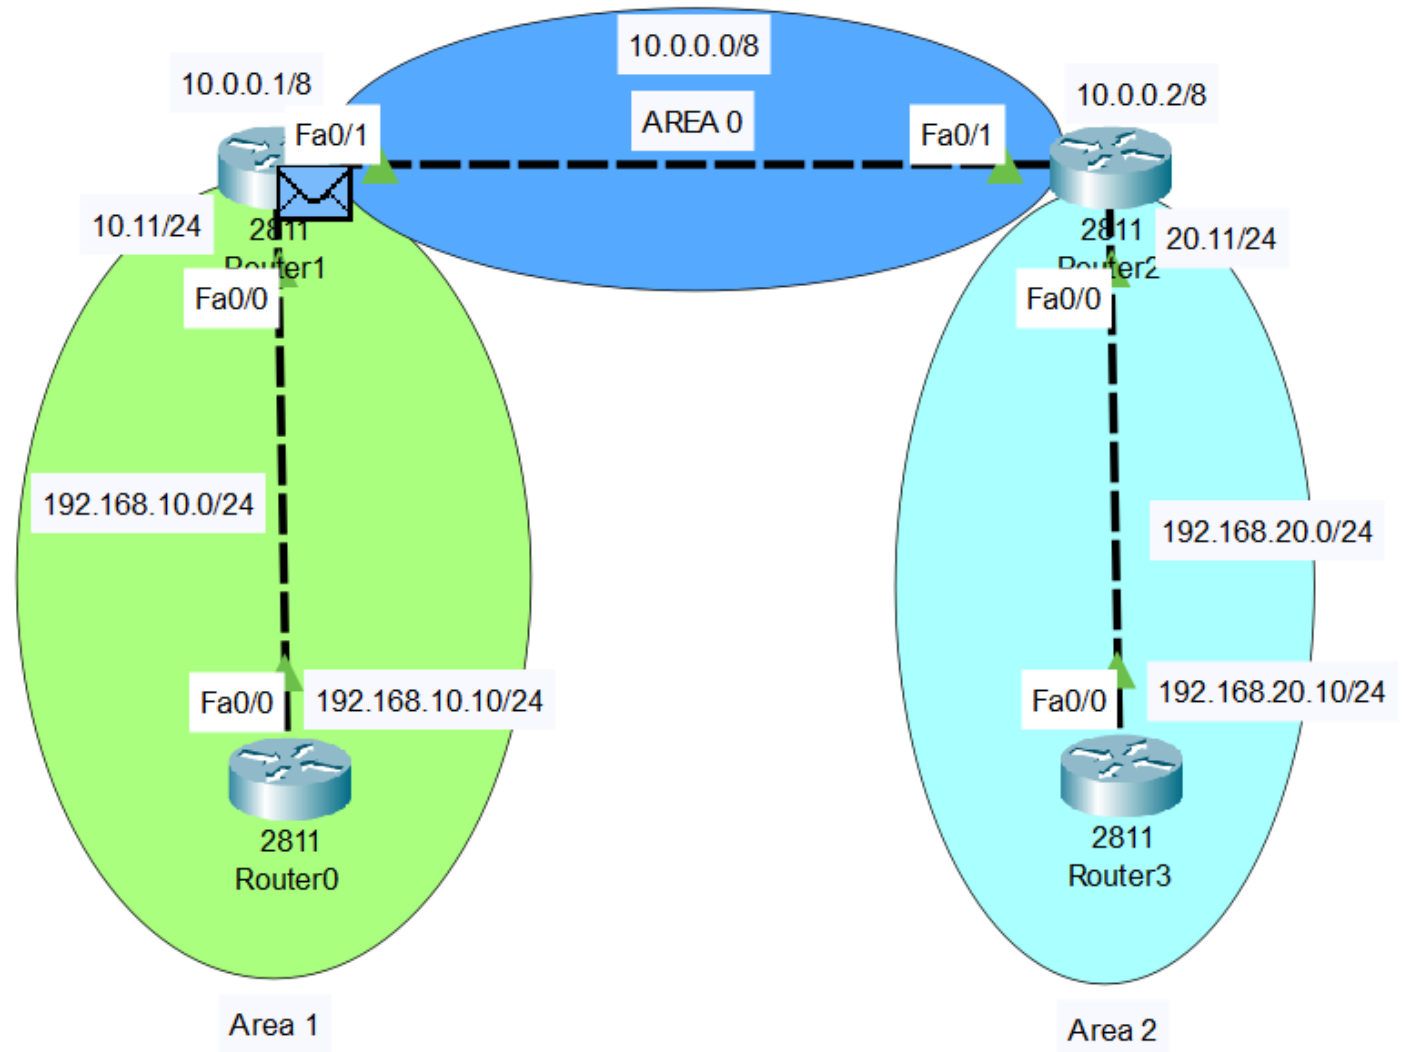 10.0.0.0/8
10.0.0.1/8
10.0.0.2/8
Fa0/1
AREA 0
Fa0/1
10.11/24
2811
Router1
2811
Router2
20.11/24
Fa0/0
Fa0/0
192.168.10.0/24
192.168.20.0/24
Fa0/0
192.168.10.10/24
Fa0/0
192.168.20.10/24
2811
Router0
2811
Router3
Area 1
Area 2